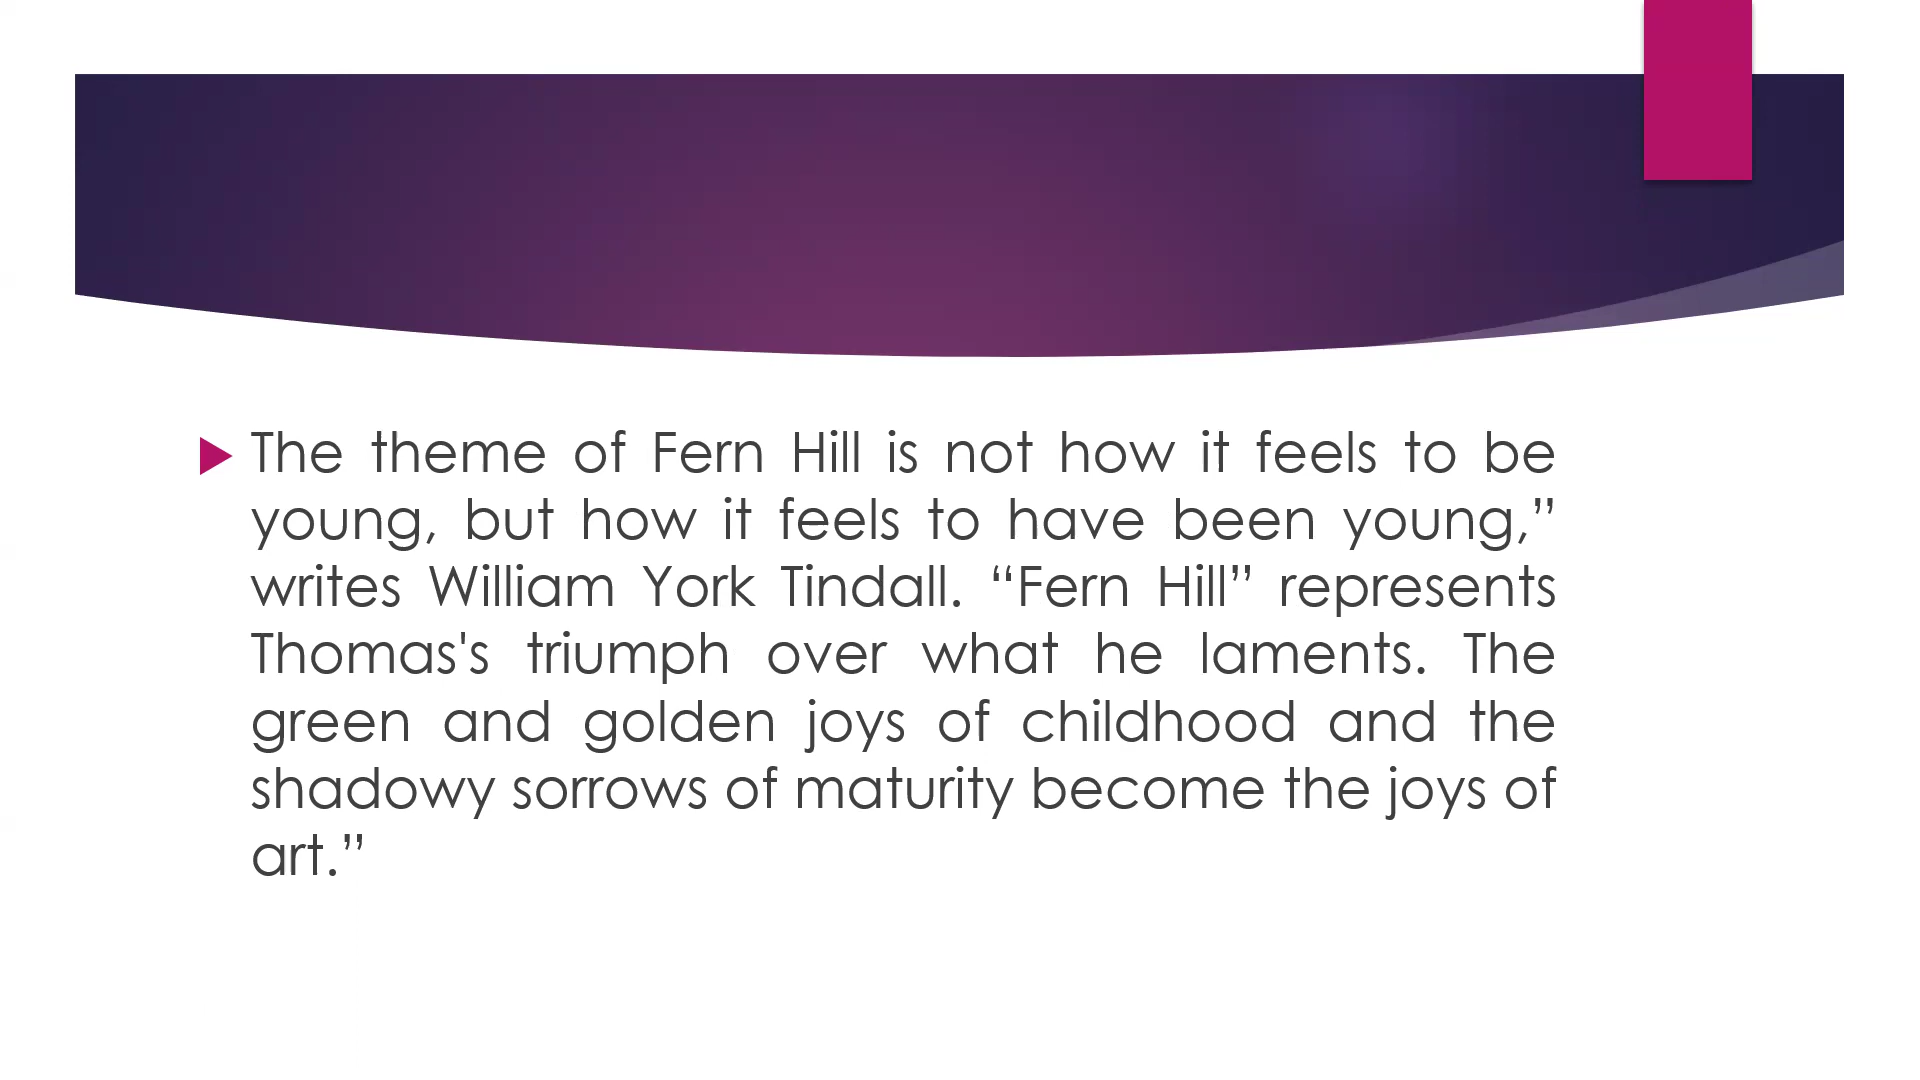 The theme of Fern Hill is not how it feels to be
young, but how it feels to have been young,”
writes William York Tindall. “Fern Hill” represents
Thomas's triumph over what he laments. The
green and golden joys of childhood and the
shadowy sorrows of maturity become the joys of
art.”